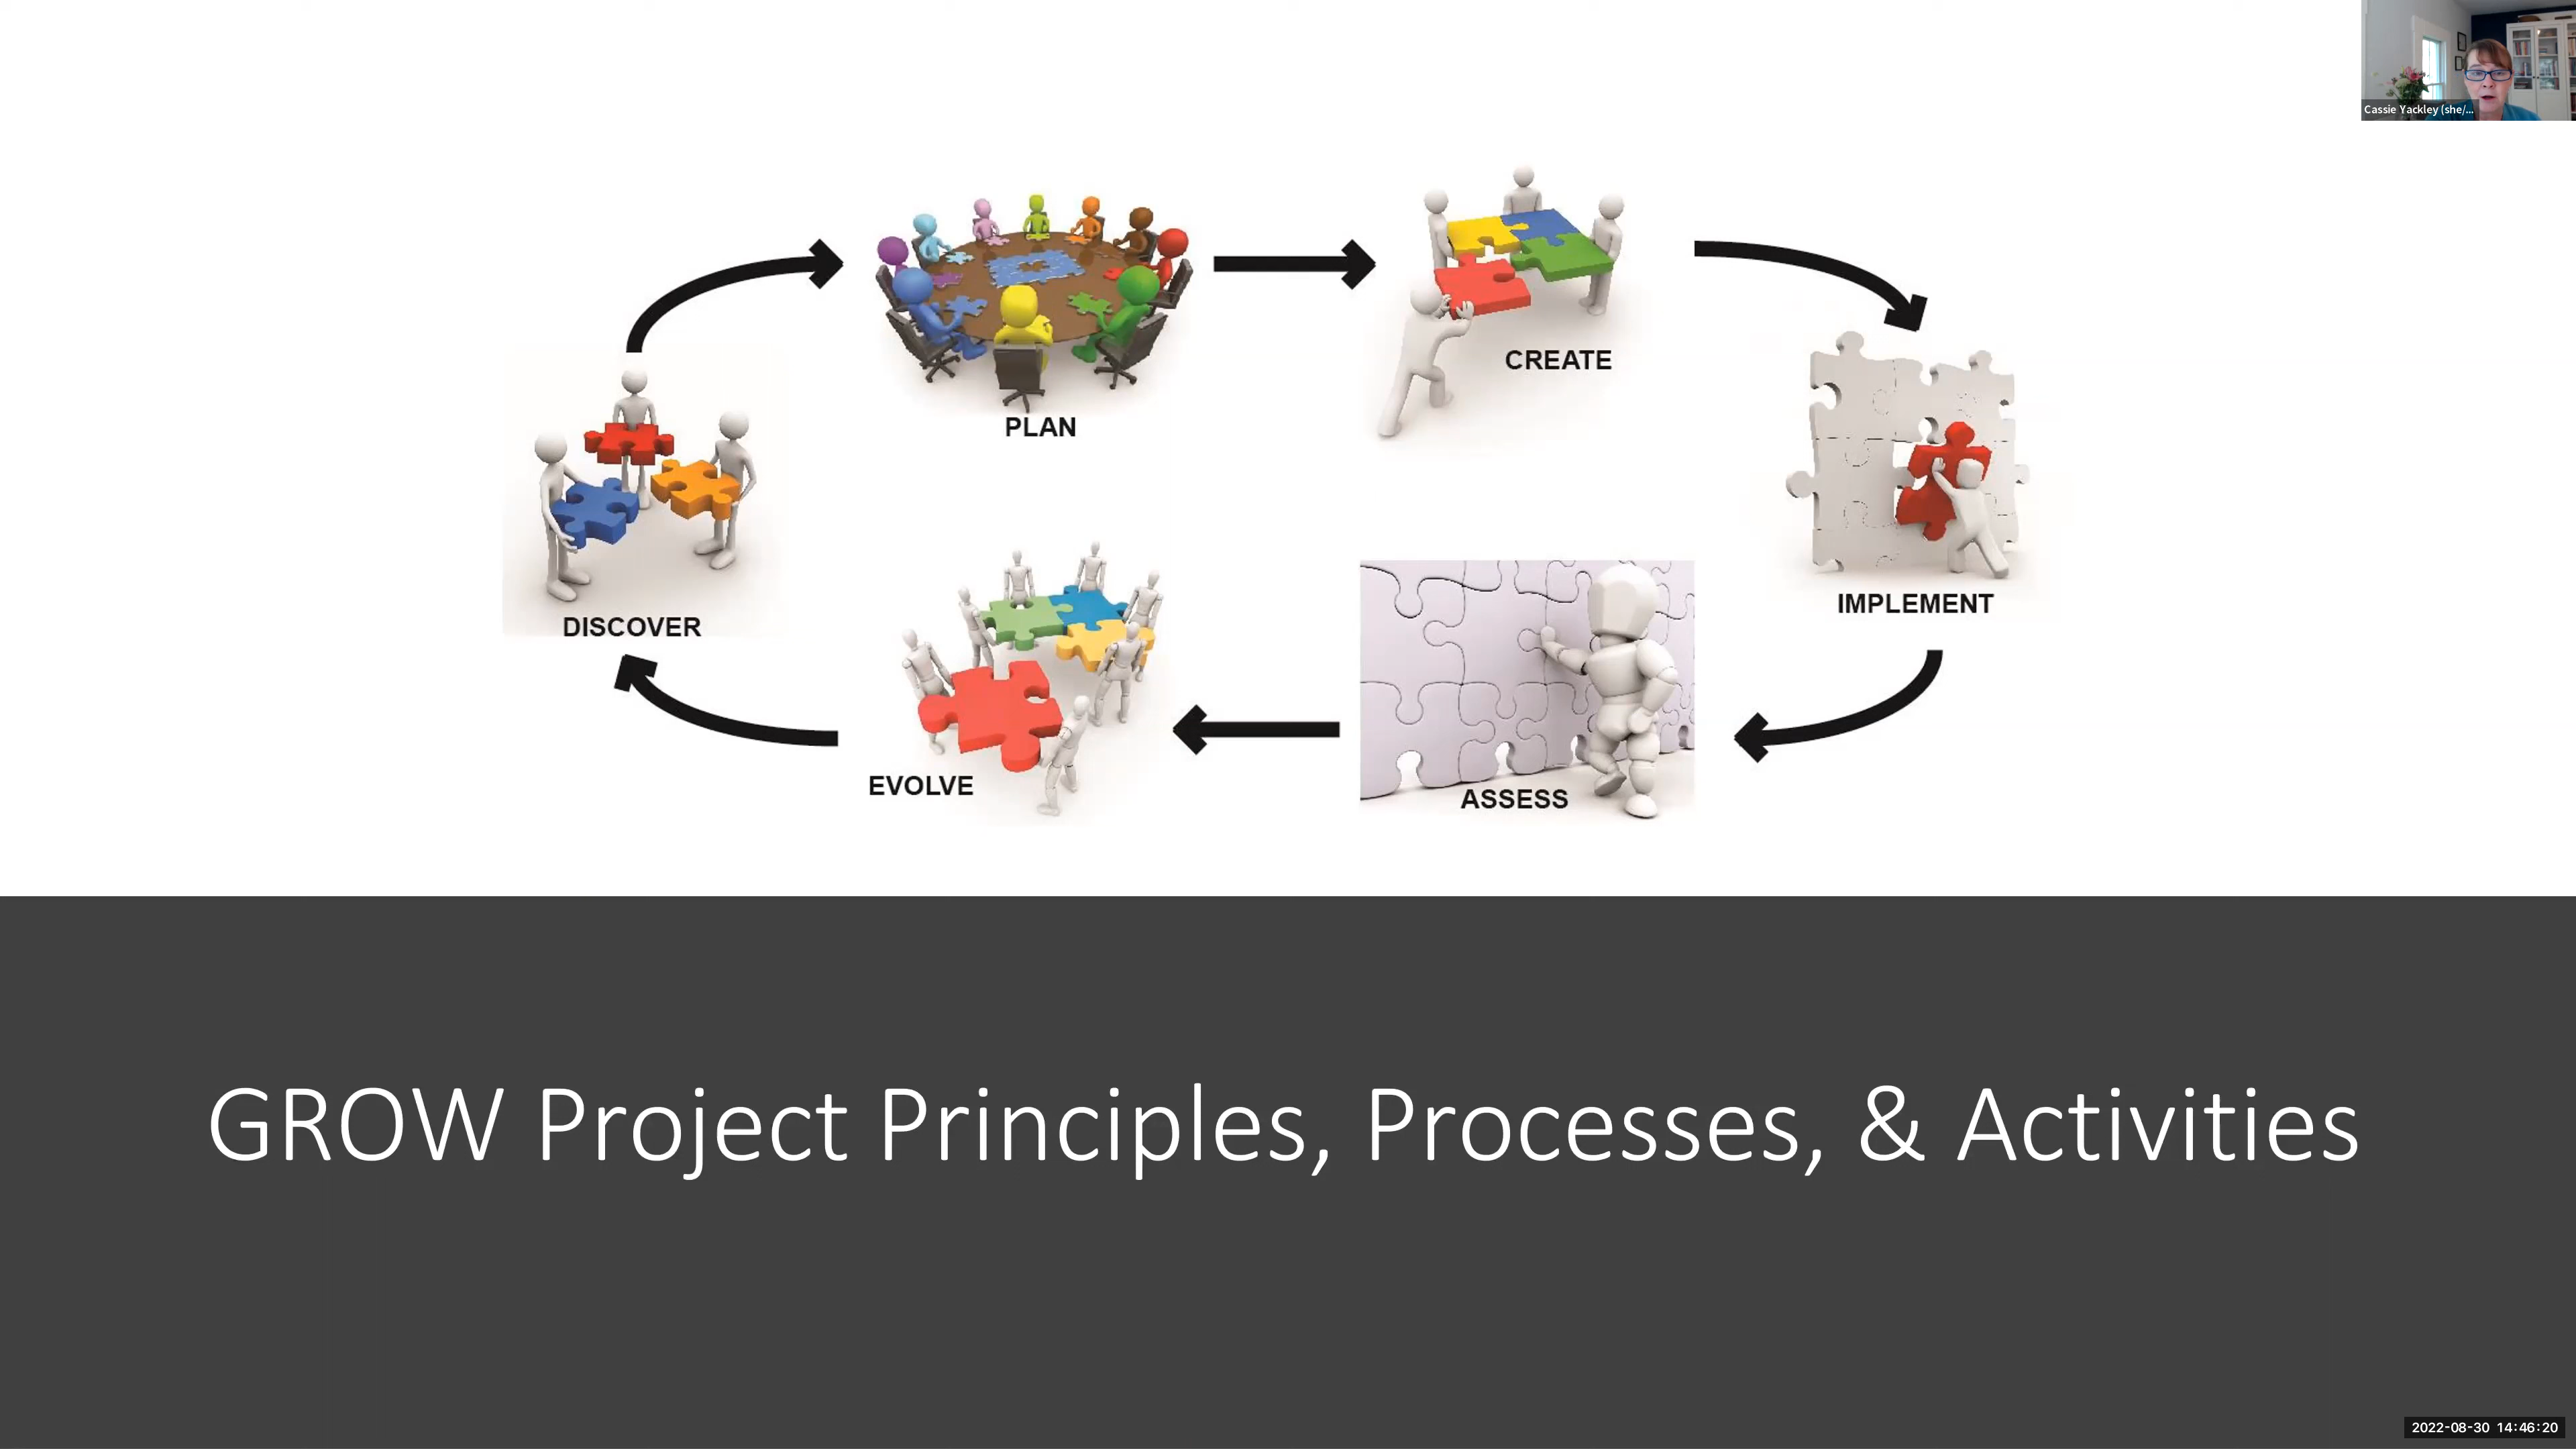 Cassie Yackley (she/...
PLAN
CREATE
DISCOVER
IMPLEMENT
EVOLVE
ASSESS
GROW Project Principles, Processes, & Activities
2022-08-30 14:46:20